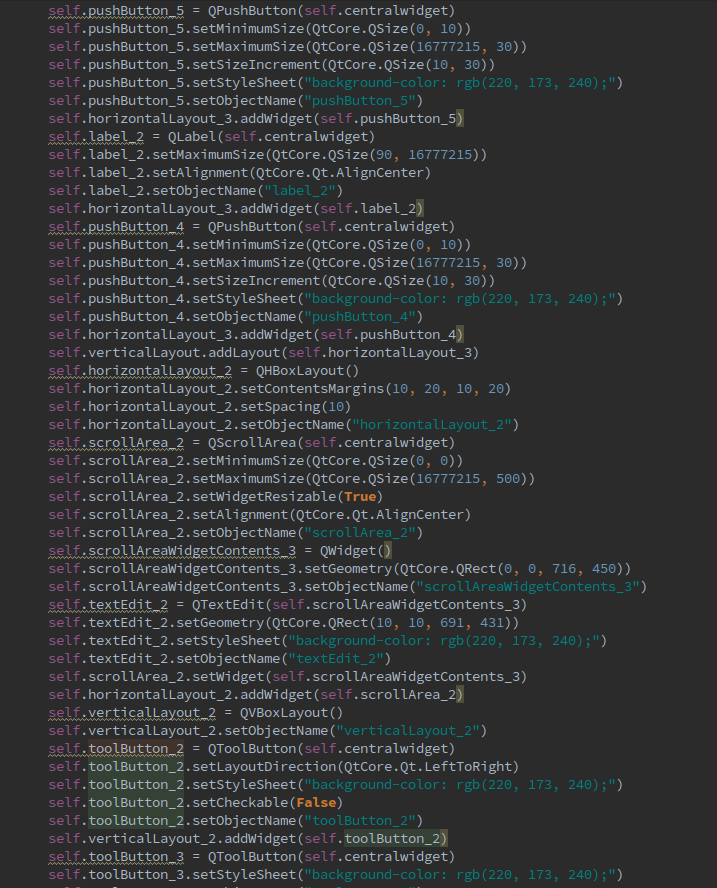 self.pushButton_5 = QPushButton(self.centralwidget)
self.pushButton_5.setMinimumSize(QtCore.QSize(0, 10))
self.pushButton_5.setMaximumSize(QtCore.QSize(16777215, 30))
self.pushButton_5.setSizeIncrement(QtCore.QSize(10, 30))
self.pushButton_5.setStyleSheet("background-color: rgb(220, 173, 240);")
self.pushButton_5.setObjectName("pushButton_5")
self.horizontalLayout_3.addWidget(self.pushButton_5)
self.label_2 = QLabel(self.centralwidget)
self.label_2.setMaximumSize(QtCore.QSize(90, 16777215))
self.label_2.setAlignment(QtCore.Qt.AlignCenter)
self.label_2.setObjectName("label_2")
self.horizontalLayout_3.addWidget(self.label_2)
self.pushButton_4 = QPushButton(self.centralwidget)
self.pushButton_4.setMinimumSize(QtCore.QSize(0, 10))
self.pushButton_4.setMaximumSize(QtCore.QSize(16777215, 30))
self.pushButton_4.setSizeIncrement(QtCore.QSize(10, 30))
self.pushButton_4.setStyleSheet("background-color: rgb(220, 173, 240);")
self.pushButton_4.setObjectName("pushButton_4")
self.horizontalLayout_3.addWidget(self.pushButton_4)
self.verticalLayout.addLayout(self.horizontalLayout_3)
self.horizontalLayout_2 = QHBoxLayout()
self.horizontalLayout_2.setContentsMargins(10, 20, 10, 20)
self.horizontalLayout_2.setSpacing(10)
self.horizontalLayout_2.setObjectName("horizontalLayout_2")
self.scrollArea_2 = QScrollArea(self.centralwidget)
self.scrollArea_2.setMinimumSize(QtCore.QSize(0, 0))
self.scrollArea_2.setMaximumSize(QtCore.QSize(16777215, 500))
self.scrollArea_2.setWidgetResizable(True)
self.scrollArea_2.setAlignment(QtCore.Qt.AlignCenter)
self.scrollArea_2.setObjectName("scrollArea_2")
self.scrollAreaWidgetContents_3 = QWidget()
self.scrollAreaWidgetContents_3.setGeometry(QtCore.QRect(0, 0, 716, 450))
self.scrollAreaWidgetContents_3.setObjectName("scrollAreaWidgetContents_3")
self.textEdit_2 = QTextEdit(self.scrollAreaWidgetContents_3)
self.textEdit_2.setGeometry(QtCore.QRect(10, 10, 691, 431))
self.textEdit_2.setStyleSheet("background-color: rgb(220, 173, 240);")
self.textEdit_2.setObjectName("textEdit_2")
self.scrollArea_2.setWidget(self.scrollAreaWidgetContents_3)
self.horizontalLayout_2.addWidget(self.scrollArea_2)
self.verticalLayout_2 = QVBoxLayout()
self.verticalLayout_2.setObjectName("verticalLayout_2")
self.toolButton_2 = QToolButton(self.centralwidget)
self.toolButton_2.setLayoutDirection(QtCore.Qt.LeftToRight)
self.toolButton_2.setStyleSheet("background-color: rgb(220, 173, 240);")
self.toolButton_2.setCheckable(False)
self.toolButton_2.setObjectName("toolButton_2")
self.verticalLayout_2.addWidget(self.toolButton_2)
self.toolButton_3 = QToolButton(self.centralwidget)
self.toolButton_3.setStyleSheet("background-color: rgb(220, 173, 240);")